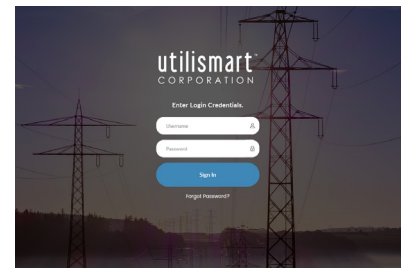 utilismart™
CORPORATION
Enter Login Credentials.
Username
Password
Sign In
Forgot Password?